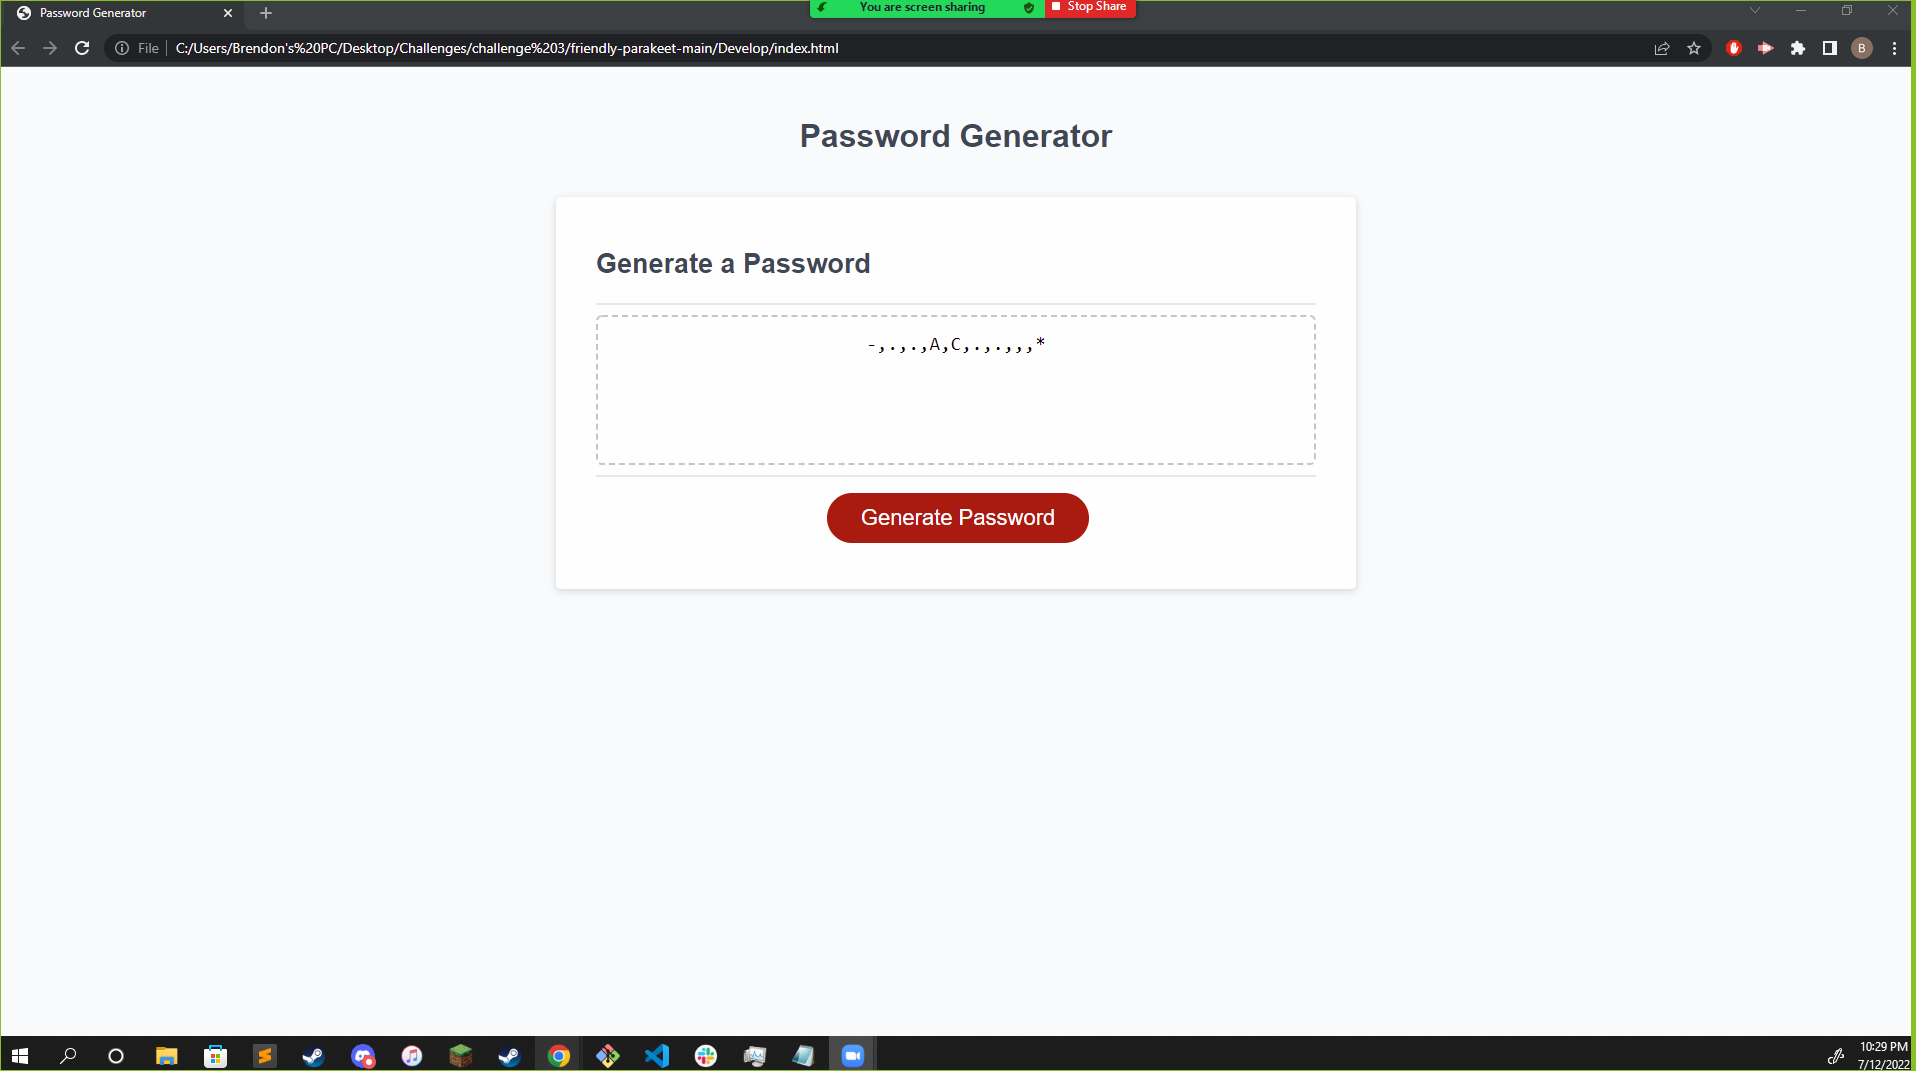 Password Generator
You are screen sharing
Stop Share
File
C:/Users/Brendon's%20PC/Desktop/Challenges/challenge%203/friendly-parakeet-main/Develop/index.html
B
Password Generator
Generate a Password
-,.,.,A,C,.,.,,,*
Generate Password
10:29 PM
7/12/2022